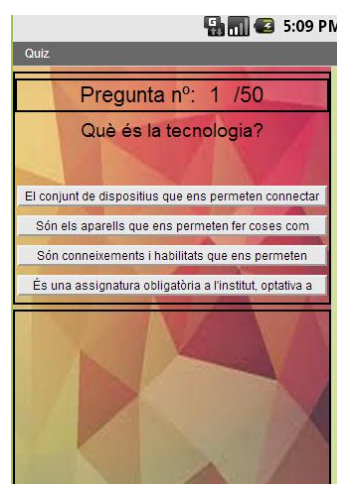 5:09 PM
Quiz
Pregunta nº: 1 /50
Què és la tecnologia?
El conjunt de dispositius que ens permeten connectar
Són els aparells que ens permeten fer coses com
Són conneixements i habilitats que ens permeten
És una assignatura obligatòria a l'institut, optativa a